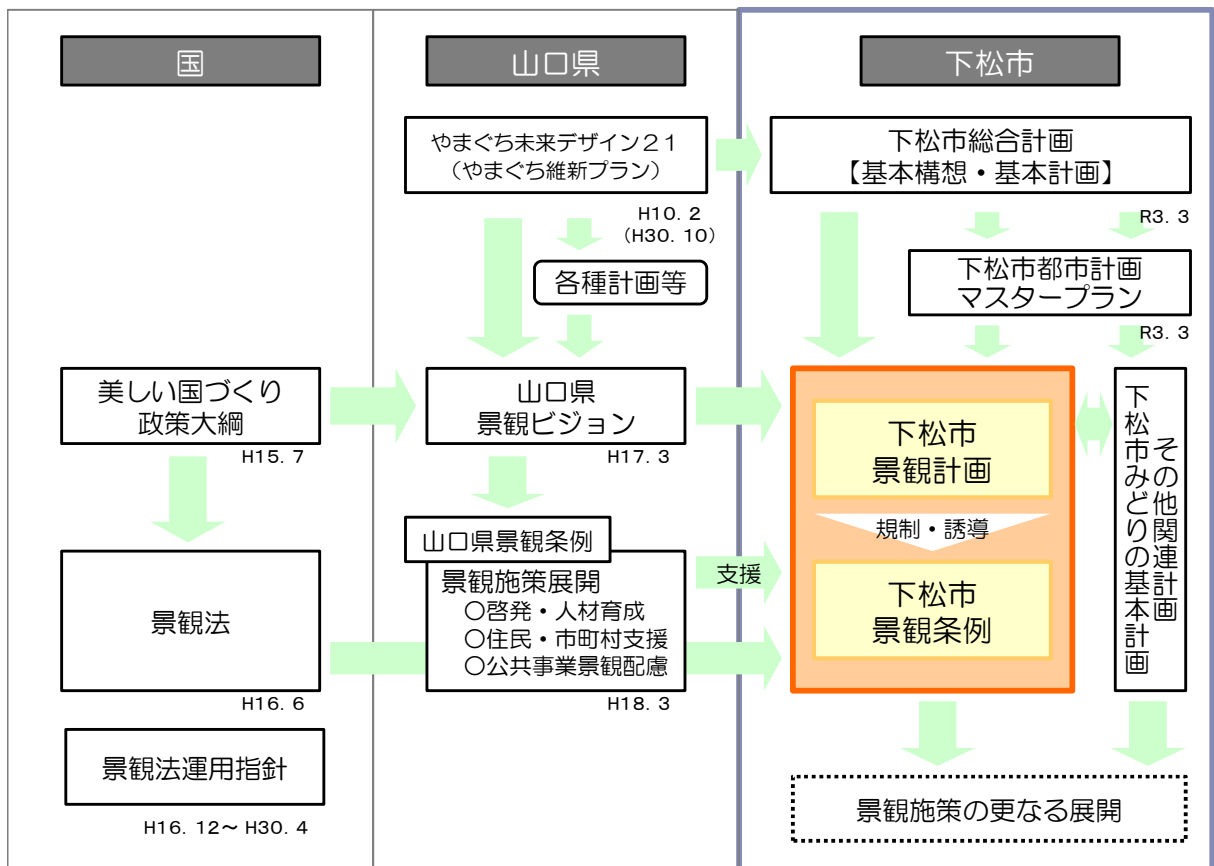 国
山口県
下松市
やまぐち未来デザイン２１
（やまぐち維新プラン）
H10. 2
（H30. 10）
各種計画等
下松市総合計画
【基本構想・基本計画】
R3. 3
下松市都市計画
マスタープラン
R3. 3
美しい国づくり
政策大綱
H15. 7
山口県
景観ビジョン
H17. 3
下松市
景観計画
規制・誘導
下松市
景観条例
その他関連計画
下松市みどりの基本計画
景観法
H16. 6
山口県景観条例
景観施策展開
○啓発・人材育成
○住民・市町村支援
○公共事業景観配慮
H18. 3
支援
景観法運用指針
H16. 12～ H30. 4
景観施策の更なる展開